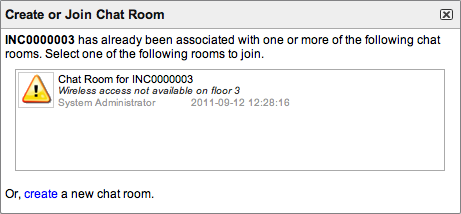 Create or Join Chat Room
INC0000003 has already been associated with one or more of the following chat
rooms. Select one of the following rooms to join.
Chat Room for INC0000003
Wireless access not available on floor 3
System Administrator 2011-09-12 12:28:16
Or, create a new chat room.